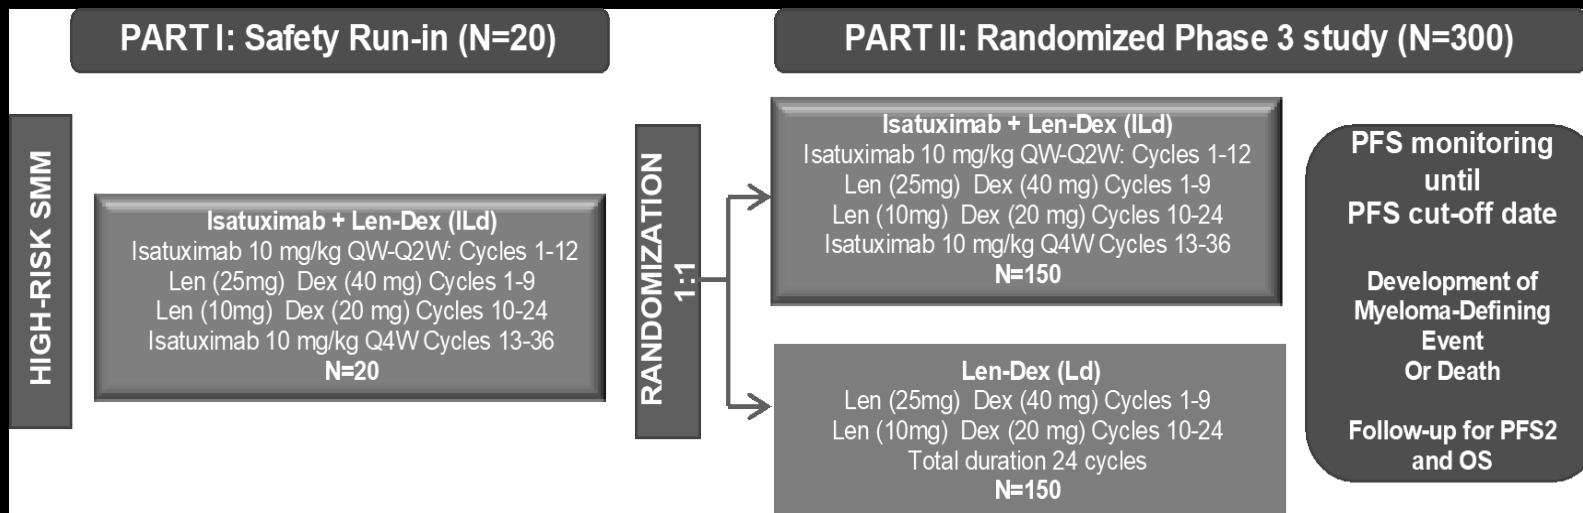 PART I: Safety Run-in (N=20)
HIGH-RISK SMM
Isatuximab + Len-Dex (ILd)
Isatuximab 10 mg/kg QW-Q2W: Cycles 1-12
Len (25mg) Dex (40 mg) Cycles 1-9
Len (10mg) Dex (20 mg) Cycles 10-24
Isatuximab 10 mg/kg Q4W Cycles 13-36
N=20
PART II: Randomized Phase 3 study (N=300)
RANDOMIZATION
1:1
Isatuximab + Len-Dex (ILd)
Isatuximab 10 mg/kg QW-Q2W: Cycles 1-12
Len (25mg) Dex (40 mg) Cycles 1-9
Len (10mg) Dex (20 mg) Cycles 10-24
Isatuximab 10 mg/kg Q4W Cycles 13-36
N=150
Len-Dex (Ld)
Len (25mg) Dex (40 mg) Cycles 1-9
Len (10mg) Dex (20 mg) Cycles 10-24
Total duration 24 cycles
N=150
PFS monitoring
until
PFS cut-off date
Development of
Myeloma-Defining
Event
Or Death
Follow-up for PFS2
and OS